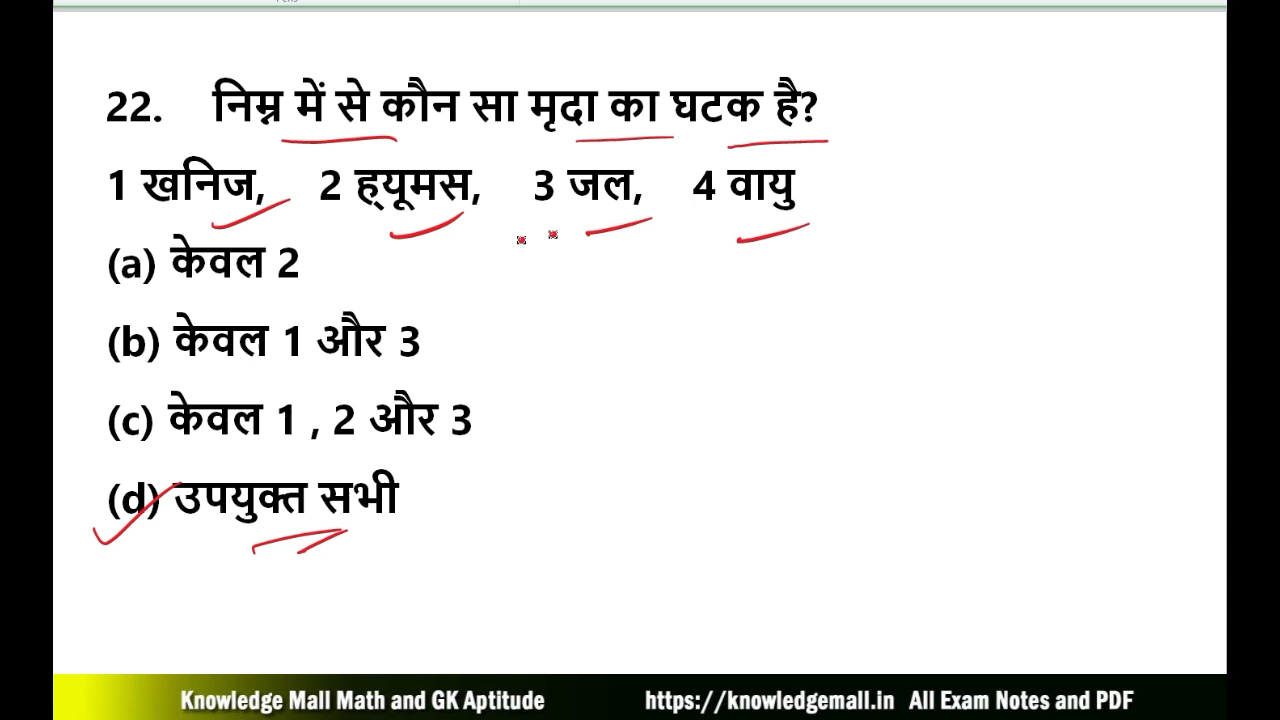 22. निम्न में से कौन सा मृदा का घटक है?
1 खनिज, 2 ह्यूमस, 3 जल, 4 वायु
(a) केवल 2
(b) केवल 1 और 3
(c) केवल 1 , 2 और 3
(d) उपयुक्त सभी
Knowledge Mall Math and GK Aptitude https://knowledgemall.in All Exam Notes and PDF